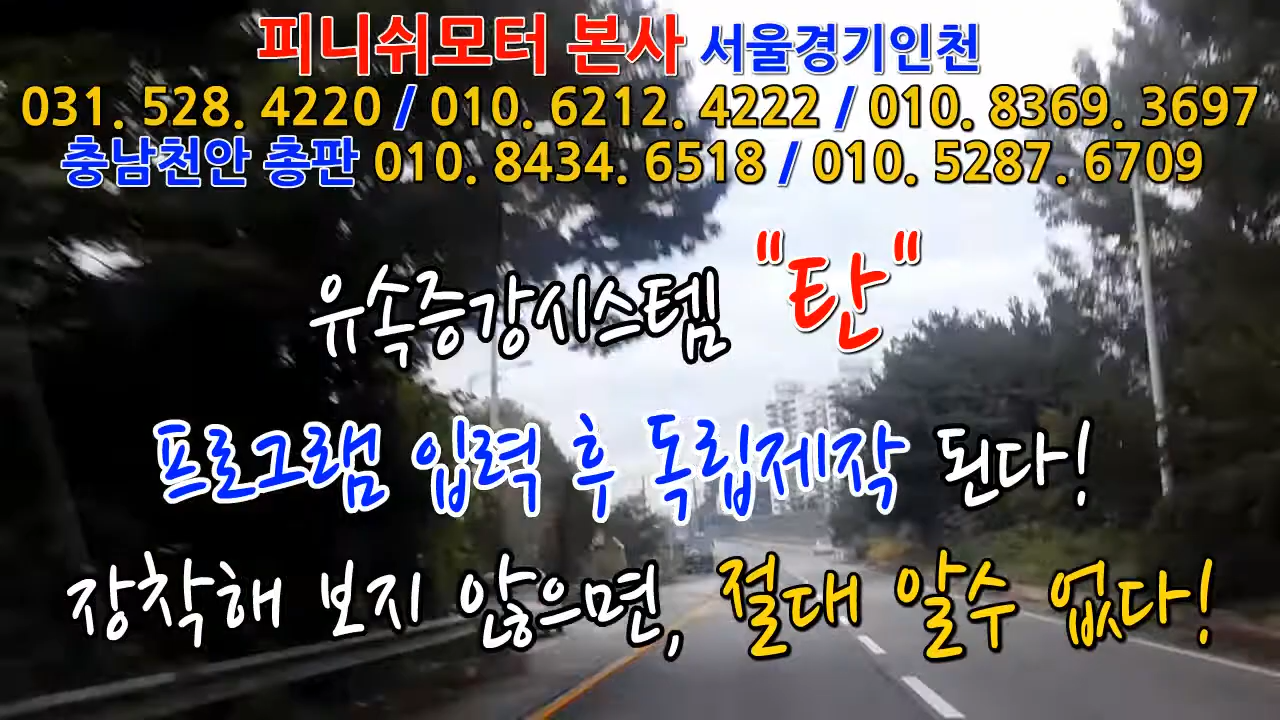 피니쉬모터 본사 서울경기인천
031. 528. 4220 / 010. 6212. 4222 / 010. 8369. 3697
충남천안 총판 010. 8434. 6518 / 010. 5287. 6709
유속증강시스템 "탄"
프로그램 입력 후 독립제작 된다!
장착해 보지 않으면, 절대 알수 없다!